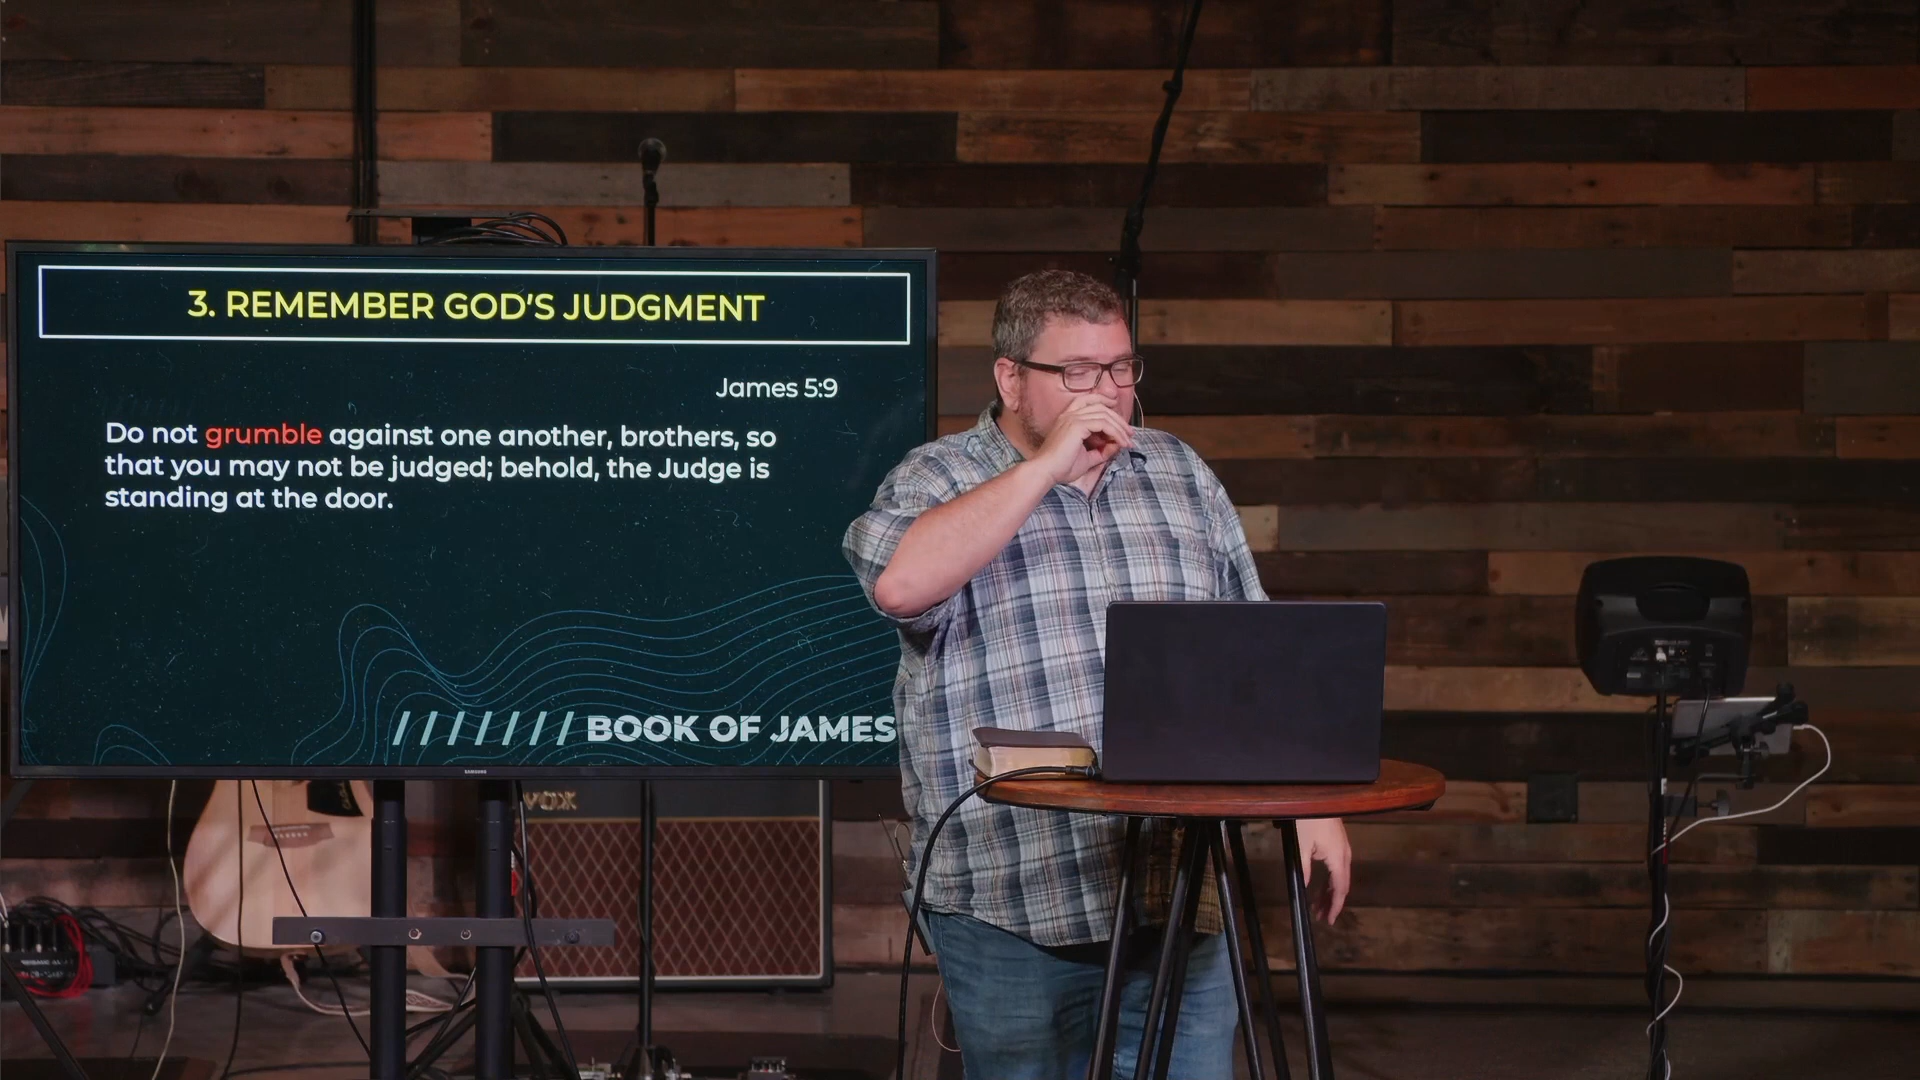 3. REMEMBER GOD'S JUDGMENT
James 5:9
Do not grumble against one another, brothers, so
that you may not be judged; behold, the Judge is
standing at the door.
/////// BOOK OF JAMES
SAMSUNG
VOX